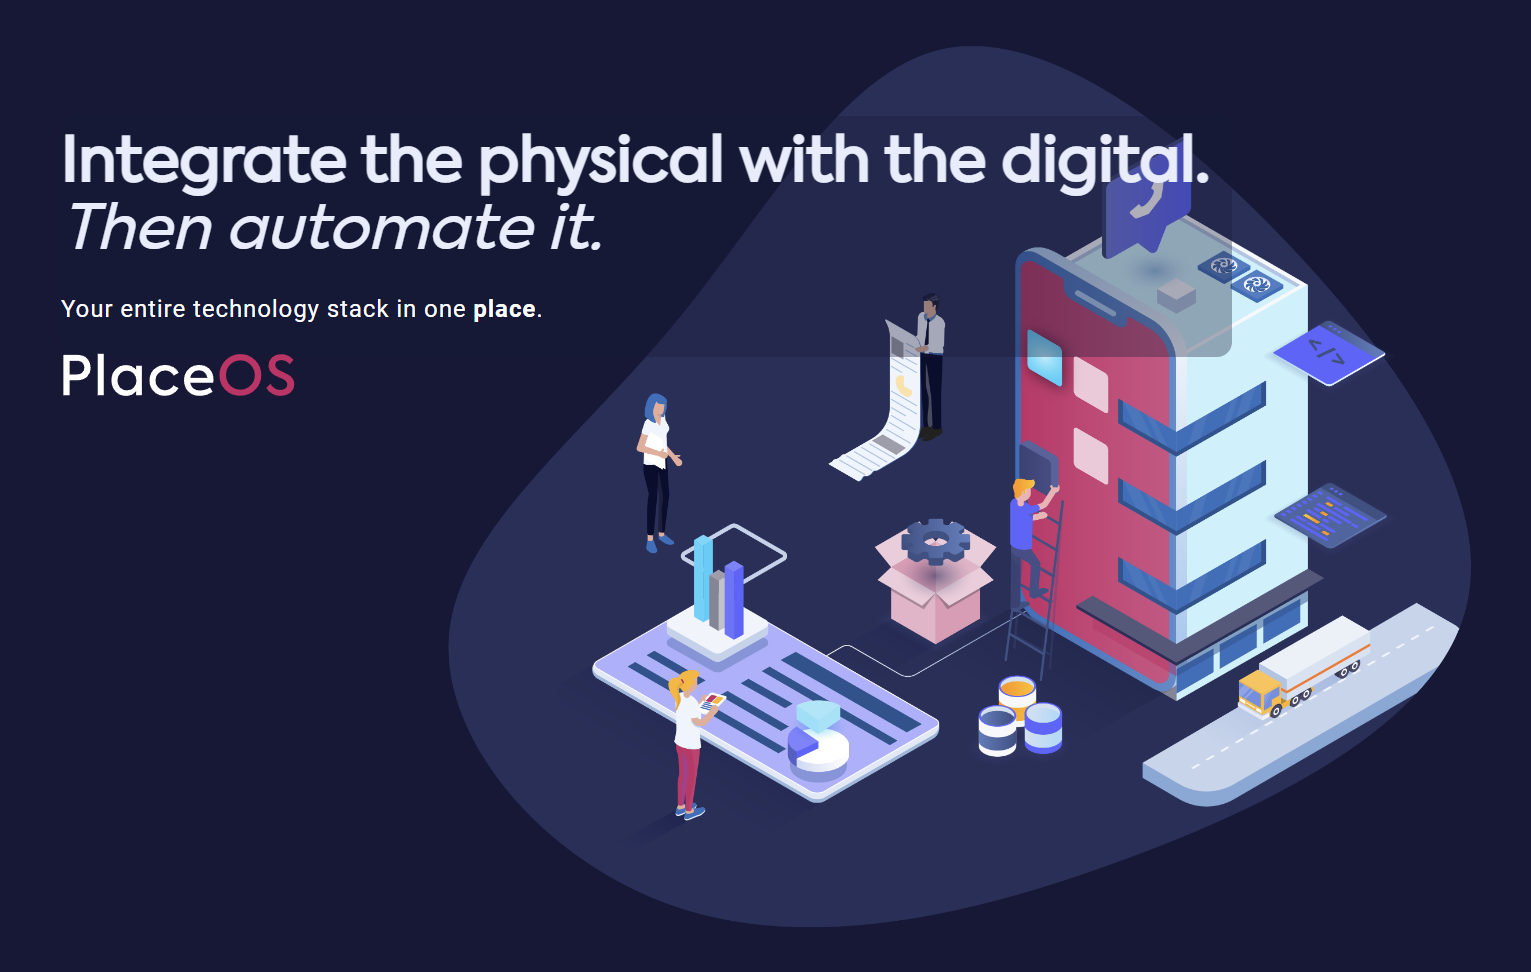 Integrate the physical with the digital.
Then automate it.
Your entire technology stack in one place.
PlaceOS
</>